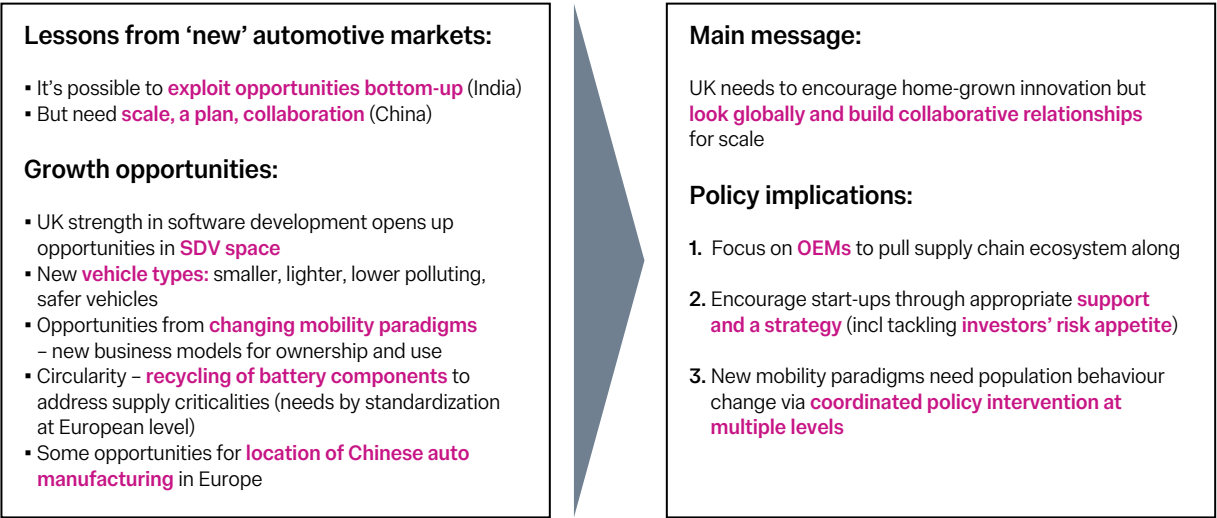 Lessons from ‘new’ automotive markets:
▪ It’s possible to exploit opportunities bottom-up (India)
▪ But need scale, a plan, collaboration (China)
Growth opportunities:
▪ UK strength in software development opens up
opportunities in SDV space
▪ New vehicle types: smaller, lighter, lower polluting,
safer vehicles
▪ Opportunities from changing mobility paradigms
– new business models for ownership and use
▪ Circularity – recycling of battery components to
address supply criticalities (needs by standardization
at European level)
▪ Some opportunities for location of Chinese auto
manufacturing in Europe
Main message:
UK needs to encourage home-grown innovation but
look globally and build collaborative relationships
for scale
Policy implications:
1. Focus on OEMs to pull supply chain ecosystem along
2. Encourage start-ups through appropriate support
and a strategy (incl tackling investors’ risk appetite)
3. New mobility paradigms need population behaviour
change via coordinated policy intervention at
multiple levels